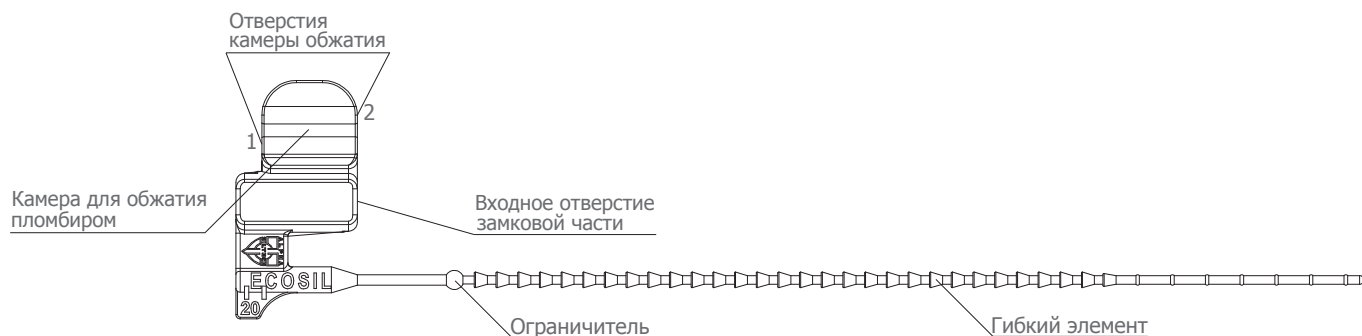 Отверстия
камеры обжатия
2
1
Камера для обжатия
пломбиром
Входное отверстие
замковой части
ECOSIL
20
Ограничитель
Гибкий элемент